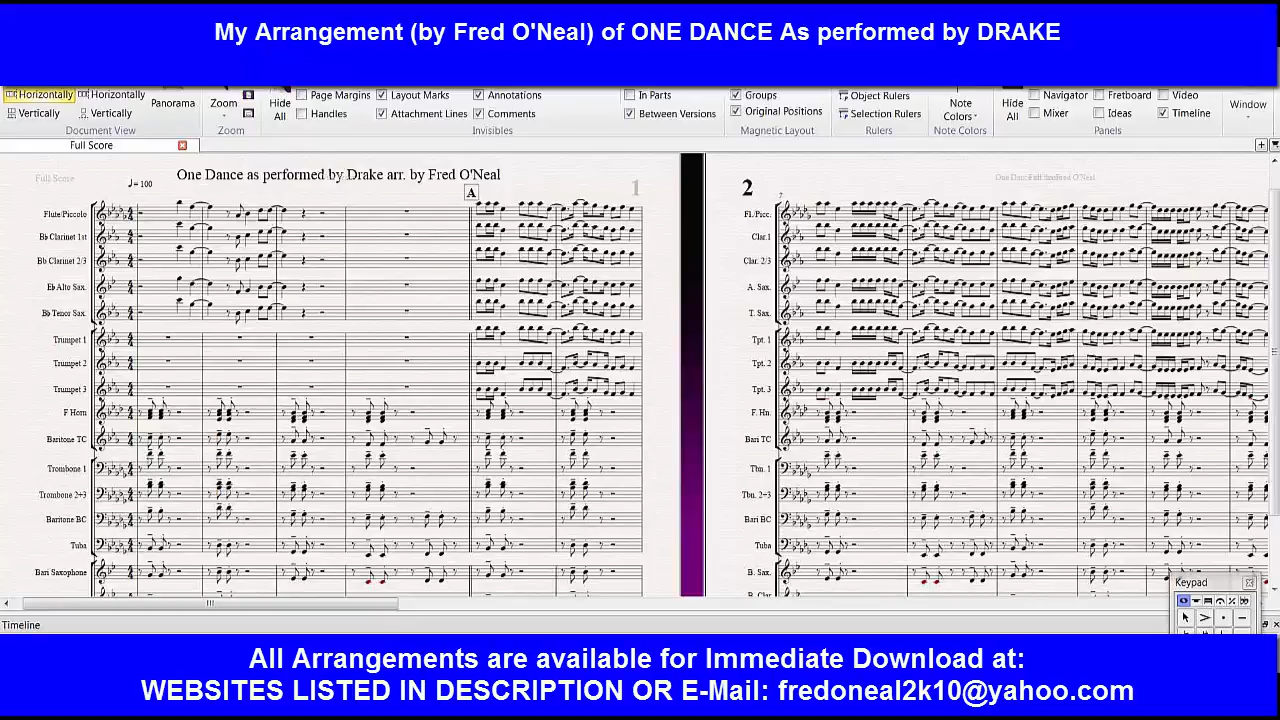 My Arrangement (by Fred O'Neal) of ONE DANCE As performed by DRAKE
Horizontally Horizontally Page Margins Layout Marks Annotations In Parts Groups Object Rulers Navigator Fretboard Video
Vertically Vertically Panorama Zoom Hide All Handles Attachment Lines Comments Between Versions Original Positions Selection Rulers Note Colors Hide All Mixer Ideas Timeline Window
Document View Zoom Invisibles Magnetic Layout Rulers Note Colors Panels
Full Score
Full Score
One Dance as performed by Drake arr. by Fred O'Neal
♩= 100
A
1
2
7
Flute/Piccolo Fl./Picc.
Bb Clarinet 1st Clar.1
Bb Clarinet 2/3 Clar. 2/3
Eb Alto Sax. A. Sax.
Bb Tenor Sax. T. Sax.
Trumpet 1 Tpt. 1
Trumpet 2 Tpt. 2
Trumpet 3 Tpt. 3
F Horn F. Hn.
Baritone TC Bari TC
Trombone 1 Tbn. 1
Trombone 2+3 Tbn. 2-3
Baritone BC Bari BC
Tuba Tuba
Bari Saxophone B. Sax.
Keypad
Timeline
All Arrangements are available for Immediate Download at:
WEBSITES LISTED IN DESCRIPTION OR E-Mail: fredoneal2k10@yahoo.com